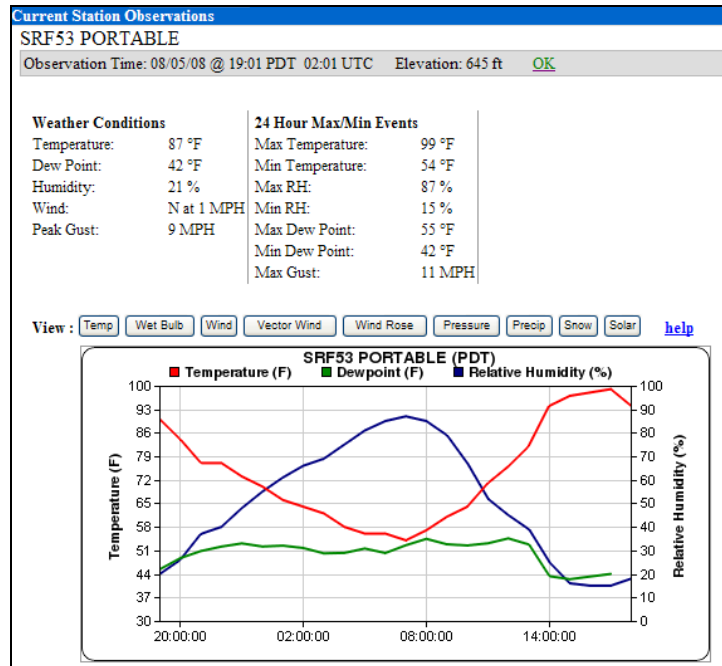 Current Station Observations
SRF53 PORTABLE
Observation Time: 08/05/08 @ 19:01 PDT 02:01 UTC Elevation: 645 ft OK
Weather Conditions
Temperature: 87 °F
Dew Point: 42 °F
Humidity: 21 %
Wind: N at 1 MPH
Peak Gust: 9 MPH
24 Hour Max/Min Events
Max Temperature: 99 °F
Min Temperature: 54 °F
Max RH: 87 %
Min RH: 15 %
Max Dew Point: 55 °F
Min Dew Point: 42 °F
Max Gust: 11 MPH
View : Temp Wet Bulb Wind Vector Wind Wind Rose Pressure Precip Snow Solar help
SRF53 PORTABLE (PDT)
Temperature (F) Dewpoint (F) Relative Humidity (%)
Temperature (F)
100
93
86
79
72
65
58
51
44
37
30
100
90
80
70
60
50
40
30
20
10
0
Relative Humidity (%)
20:00:00 02:00:00 08:00:00 14:00:00